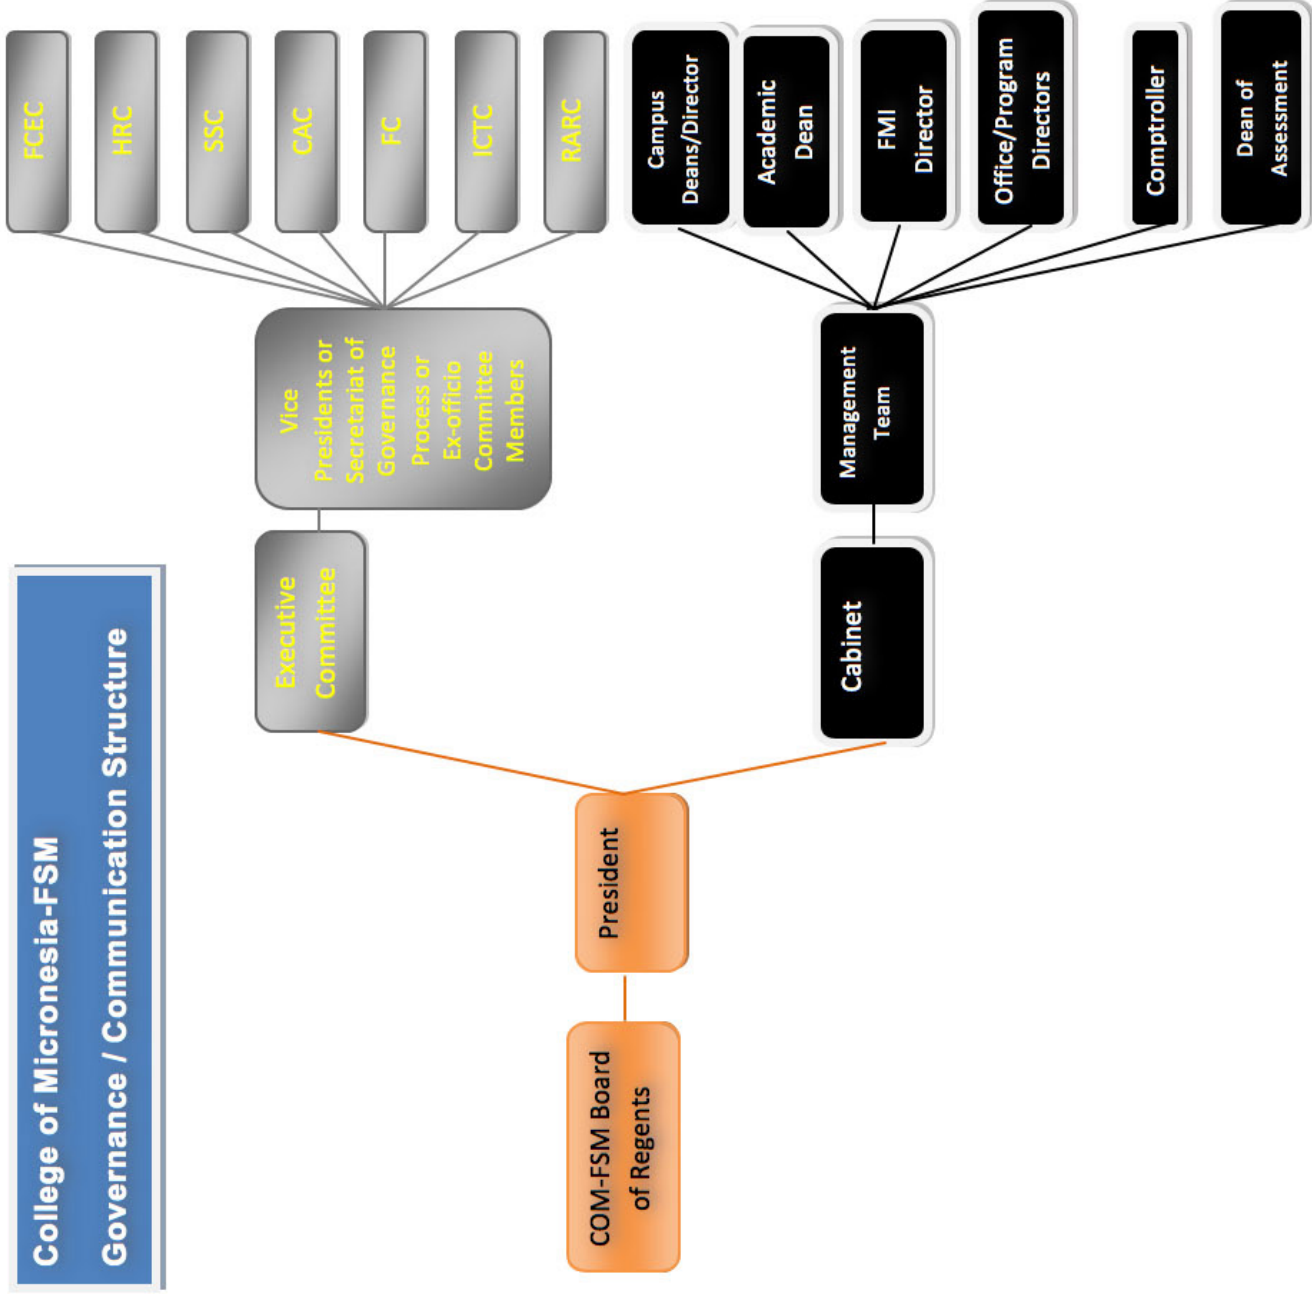 College of Micronesia-FSM
Governance / Communication Structure
COM-FSM Board
of Regents
President
Executive
Committee
Vice
Presidents or
Secretariat of
Governance
Process or
Ex-officio
Committee
Members
FCEC
HRC
SSC
CAC
FC
ICTC
RARC
Cabinet
Management
Team
Campus
Deans/Director
Academic
Dean
FMI
Director
Office/Program
Directors
Comptroller
Dean of
Assessment